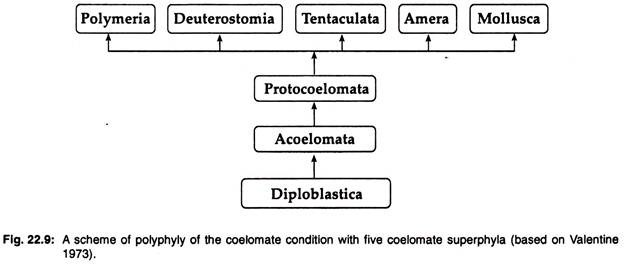 Polymeria Deuterostomia Tentaculata Amera Mollusca
Protocoelomata
Acoelomata
Diploblastica
Fig. 22.9: A scheme of polyphyly of the coelomate condition with five coelomate superphyla (based on Valentine
1973).